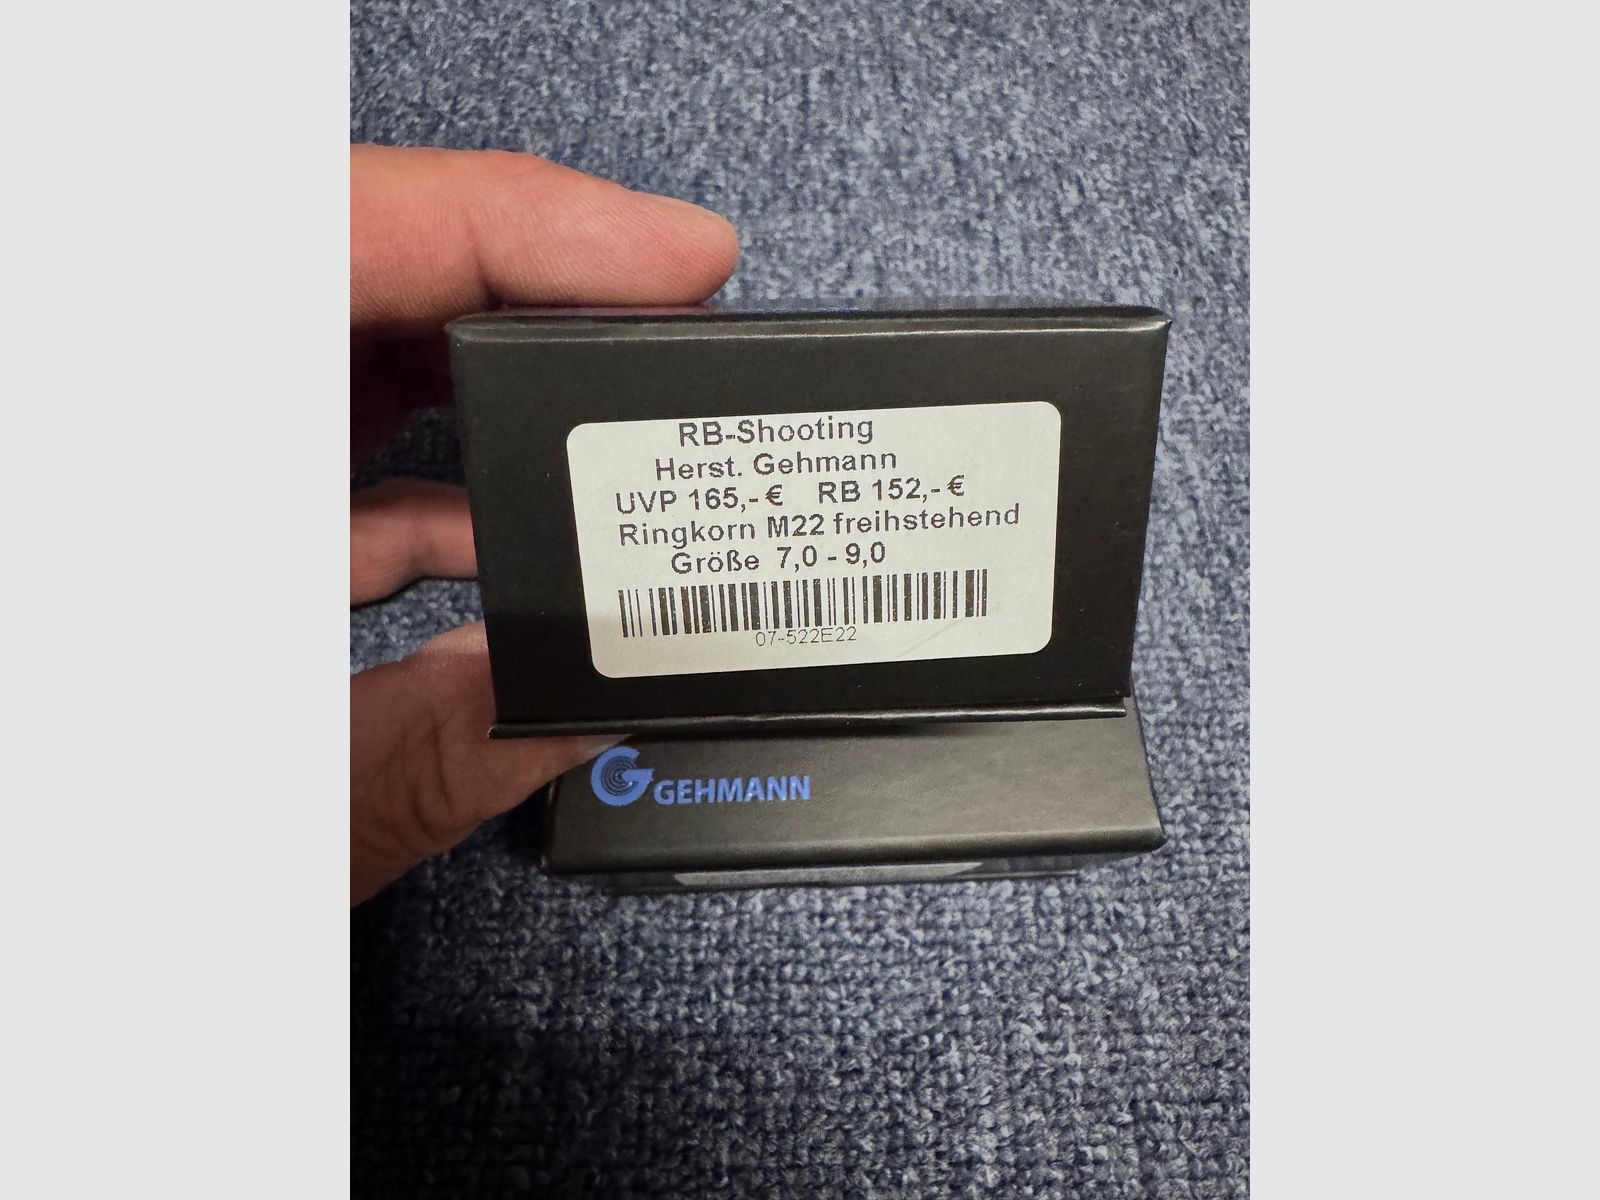 RB-Shooting
Herst. Gehmann
UVP 165,- € RB 152,- €
Ringkorn M22 freihstehend
Größe 7,0 - 9,0
07-522E22
GEHMANN